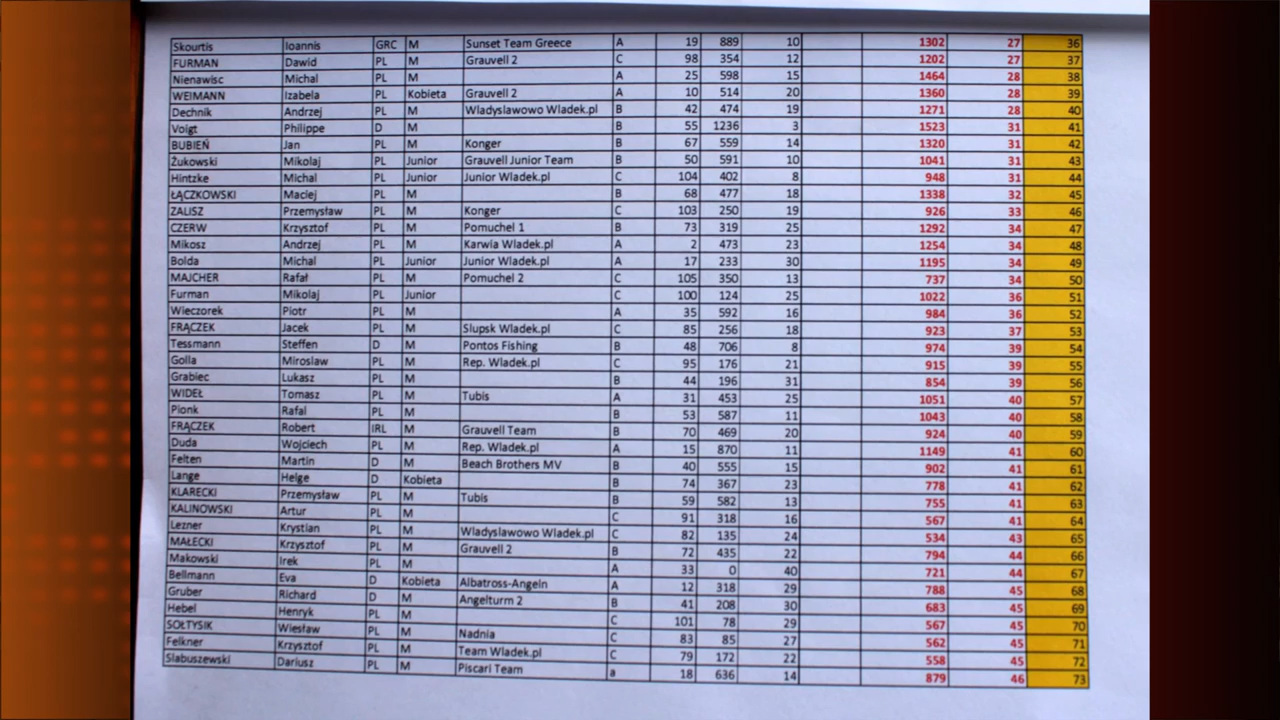 Skourtis Ioannis GRC M Sunset Team Greece A 19 889 10 1302 27 36
FURMAN Dawid PL M Grauvell 2 C 98 354 12 1202 27 37
Nienawisc Michal PL M A 25 598 15 1464 28 38
WEIMANN Izabela PL Kobieta Grauvell 2 A 10 514 20 1360 28 39
Dechnik Andrzej PL M Wladyslawowo Wladek.pl B 42 474 19 1271 28 40
Voigt Philippe D M B 55 1236 3 1523 31 41
BUBIEŃ Jan PL M Konger B 67 559 14 1320 31 42
Żukowski Mikolaj PL Junior Grauvell Junior Team B 50 591 10 1041 31 43
Hintzke Michal PL Junior Junior Wladek.pl C 104 402 8 948 31 44
ŁĄCZKOWSKI Maciej PL M B 68 477 18 1338 32 45
ZALISZ Przemysław PL M Konger C 103 250 19 926 33 46
CZERW Krzysztof PL M Pomuchel 1 B 73 319 25 1292 34 47
Mikosz Andrzej PL M Karwia Wladek.pl A 2 473 23 1254 34 48
Bolda Michal PL Junior Junior Wladek.pl A 17 233 30 1195 34 49
MAJCHER Rafał PL M Pomuchel 2 C 105 350 13 737 34 50
Furman Mikolaj PL Junior C 100 124 25 1022 36 51
Wieczorek Piotr PL M A 35 592 16 984 36 52
FRĄCZEK Jacek PL M Slupsk Wladek.pl C 85 256 18 923 37 53
Tessmann Steffen D M Pontos Fishing B 48 706 8 974 39 54
Golla Miroslaw PL M Rep. Wladek.pl C 95 176 21 915 39 55
Grabiec Lukasz PL M B 44 196 31 854 39 56
WIDEŁ Tomasz PL M Tubis A 31 453 25 1051 40 57
Pionk Rafal PL M B 53 587 11 1043 40 58
FRĄCZEK Robert IRL M Grauvell Team B 70 469 20 924 40 59
Duda Wojciech PL M Rep. Wladek.pl A 15 870 11 1149 41 60
Felten Martin D M Beach Brothers MV B 40 555 15 902 41 61
Lange Helge D Kobieta B 74 367 23 778 41 62
KLARECKI Przemysław PL M Tubis B 59 582 13 755 41 63
KALINOWSKI Artur PL M C 91 318 16 567 41 64
Lezner Krystian PL M Wladyslawowo Wladek.pl C 82 135 24 534 43 65
MAŁECKI Krzysztof PL M Grauvell 2 B 72 435 22 794 44 66
Makowski Irek PL M A 33 0 40 721 44 67
Bellmann Eva D Kobieta Albatross-Angeln A 12 318 29 788 45 68
Gruber Richard D M Angelturm 2 B 41 208 30 683 45 69
Hebel Henryk PL M C 101 78 29 567 45 70
SOŁTYSIK Wiesław PL M Nadnia C 83 85 27 562 45 71
Felkner Krzysztof PL M Team Wladek.pl C 79 172 22 558 45 72
Slabuszewski Dariusz PL M Piscari Team a 18 636 14 879 46 73